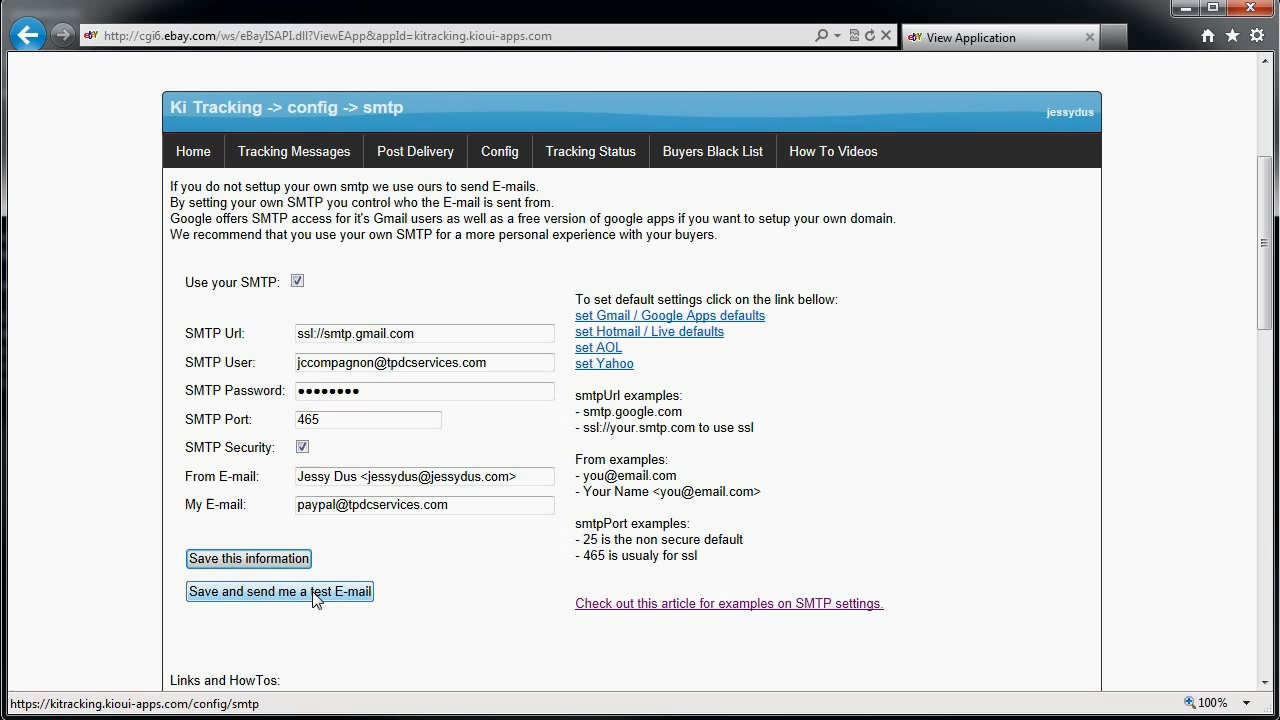 http://cgi6.ebay.com/ws/eBayISAPI.dll?ViewEApp&appId=kitracking.kioui-apps.com
View Application
Ki Tracking -> config -> smtp
jessydus
Home
Tracking Messages
Post Delivery
Config
Tracking Status
Buyers Black List
How To Videos
If you do not settup your own smtp we use ours to send E-mails.
By setting your own SMTP you control who the E-mail is sent from.
Google offers SMTP access for it's Gmail users as well as a free version of google apps if you want to setup your own domain.
We recommend that you use your own SMTP for a more personal experience with your buyers.
Use your SMTP:
SMTP Url: ssl://smtp.gmail.com
SMTP User: jccompagnon@tpdcservices.com
SMTP Password: ●●●●●●●●
SMTP Port: 465
SMTP Security:
From E-mail: Jessy Dus <jessydus@jessydus.com>
My E-mail: paypal@tpdcservices.com
Save this information
Save and send me a test E-mail
To set default settings click on the link bellow:
set Gmail / Google Apps defaults
set Hotmail / Live defaults
set AOL
set Yahoo
smtpUrl examples:
- smtp.google.com
- ssl://your.smtp.com to use ssl
From examples:
- you@email.com
- Your Name <you@email.com>
smtpPort examples:
- 25 is the non secure default
- 465 is usualy for ssl
Check out this article for examples on SMTP settings.
Links and HowTos:
https://kitracking.kioui-apps.com/config/smtp
100%